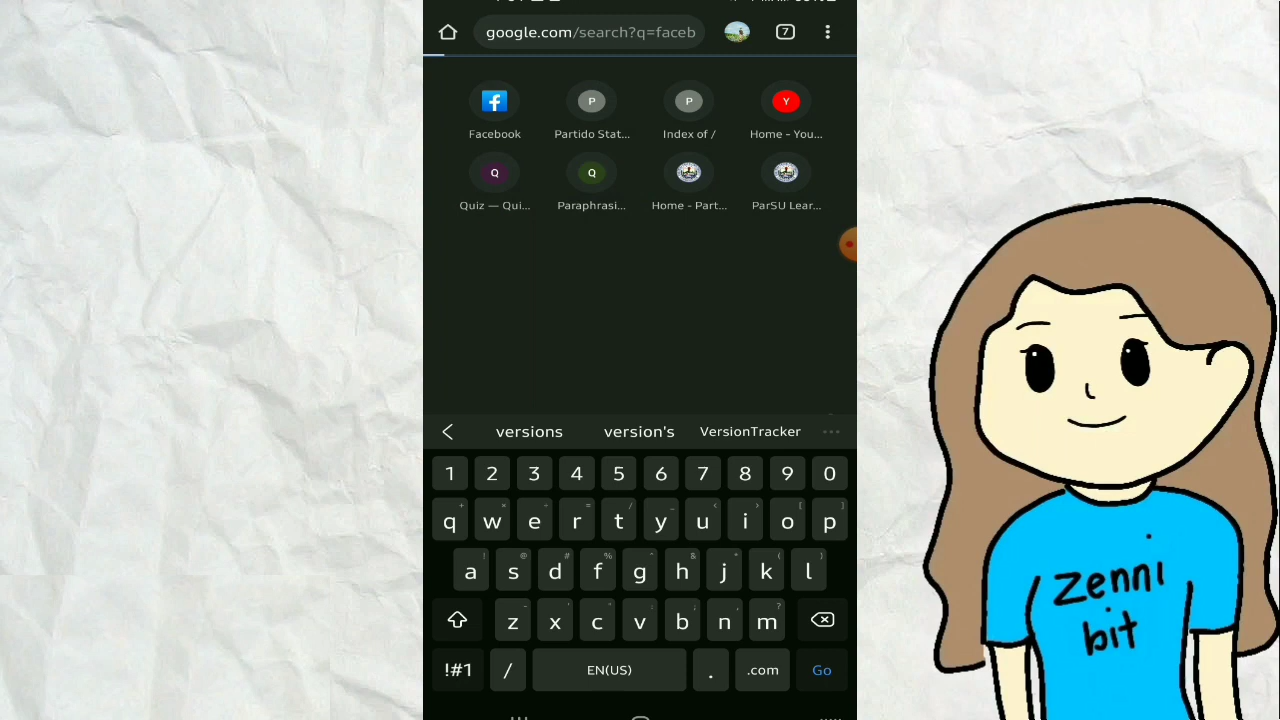 google.com/search?q=faceb
7
Facebook
P
Partido Stat...
P
Index of /
Y
Home - You...
Q
Quiz — Qui...
Q
Paraphrasi...
Home - Part...
ParSU Lear...
versions version's VersionTracker
1 2 3 4 5 6 7 8 9 0
q w e r t y u i o p
a s d f g h j k l
z x c v b n m
!#1 / EN(US) . .com Go
zenni
bit